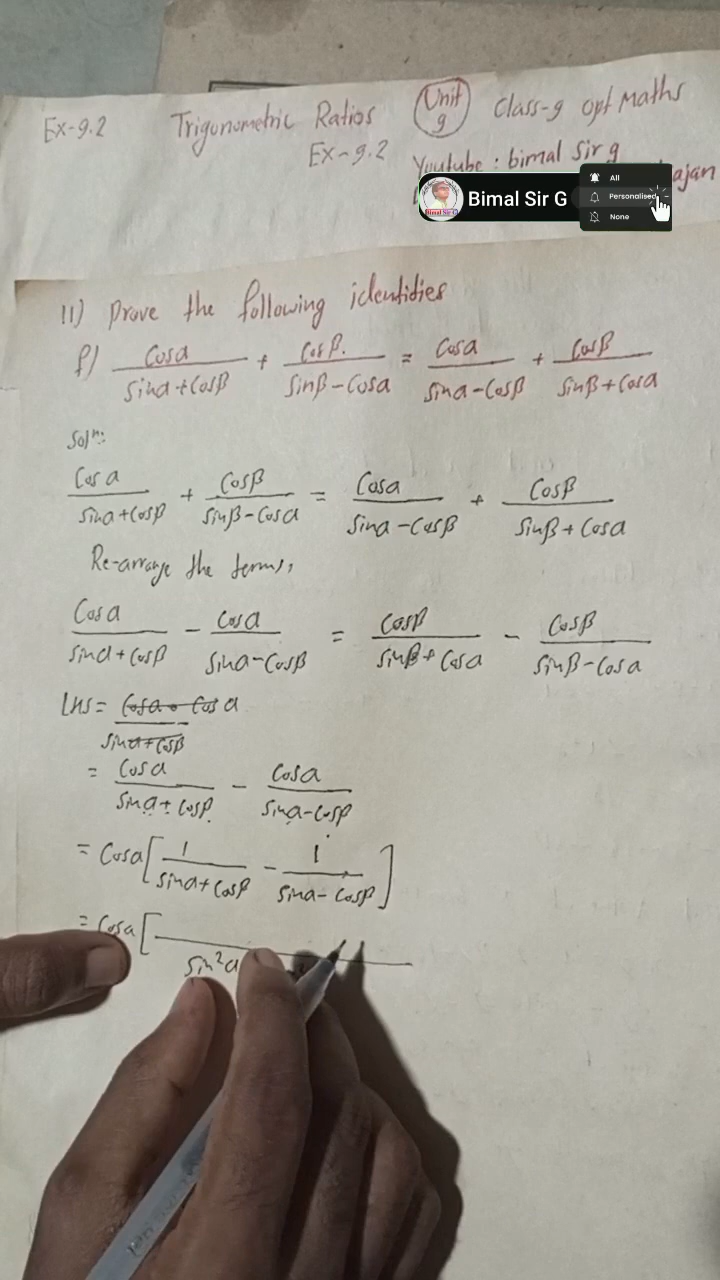 Ex-9.2 Trigonometric Ratios Unit 9 Class-9 opt Maths
Ex-9.2 Youtube : bimal Sir g
ajan
Bimal Sir G
All
Personalised
None
11) Prove the following identities
f) Cosα/(Sinα+Cosβ) + Cosβ./(Sinβ-Cosα) = Cosα/(Sinα-Cosβ) + Cosβ/(Sinβ+Cosα)
Solⁿ:
Cosα/(Sinα+Cosβ) + Cosβ/(Sinβ-Cosα) = Cosα/(Sinα-Cosβ) + Cosβ/(Sinβ+Cosα)
Re-arrange the terms,
Cosα/(Sinα+Cosβ) - Cosα/(Sinα-Cosβ) = Cosβ/(Sinβ+Cosα) - Cosβ/(Sinβ-Cosα)
LHS =
= Cosα/(Sinα+Cosβ) - Cosα/(Sinα-Cosβ)
= Cosα[1/(Sinα+Cosβ) - 1/(Sinα-Cosβ)]
= Cosα[
Sin²α